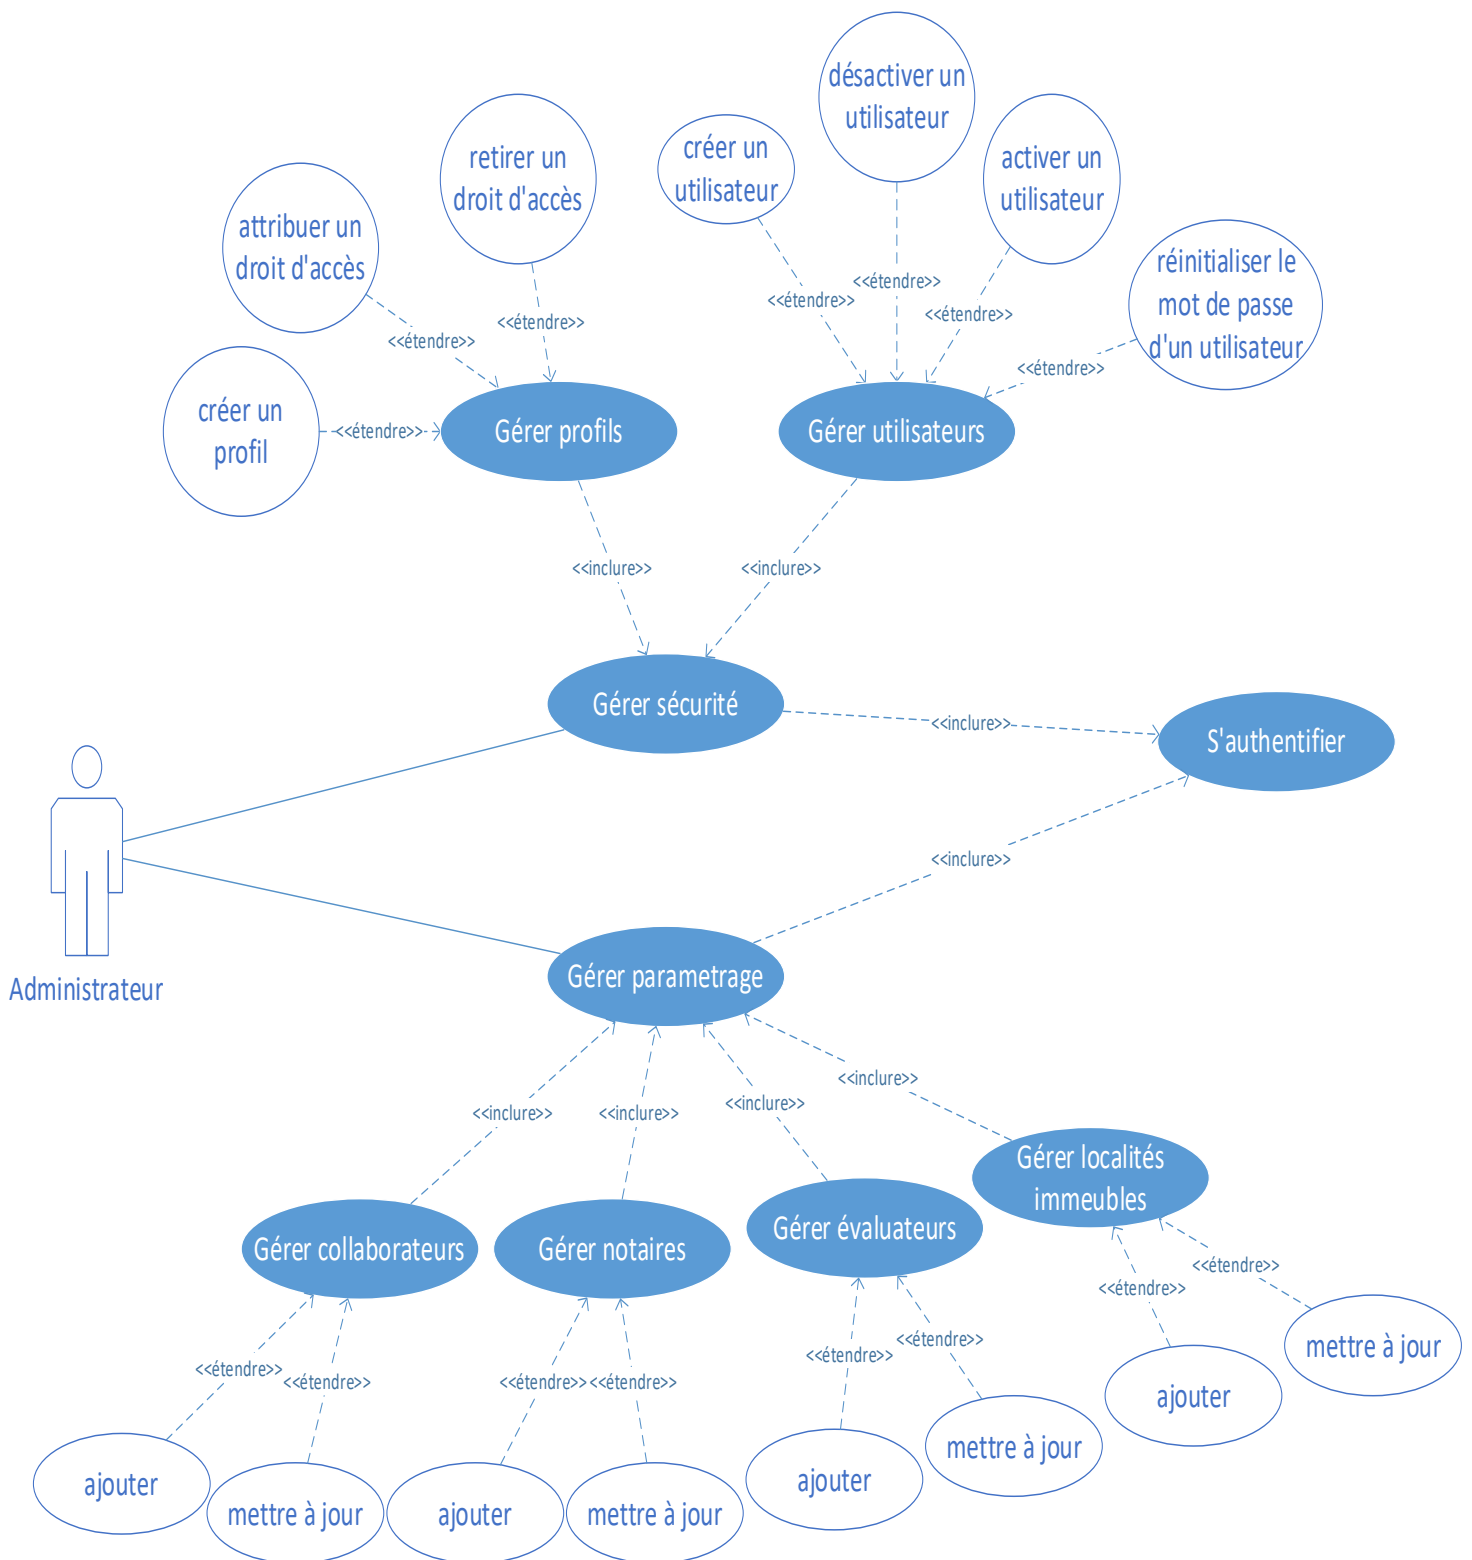 désactiver un
utilisateur
créer un
utilisateur
activer un
utilisateur
retirer un
droit d'accès
attribuer un
droit d'accès
réinitialiser le
mot de passe
d'un utilisateur
<<étendre>>
<<étendre>>
<<étendre>>
<<étendre>>
<<étendre>>
<<étendre>>
<<étendre>>
créer un
profil
<<étendre>>
Gérer profils
Gérer utilisateurs
<<inclure>>
<<inclure>>
Gérer sécurité
<<inclure>>
S'authentifier
<<inclure>>
Administrateur
Gérer parametrage
<<inclure>>
<<inclure>>
<<inclure>>
<<inclure>>
Gérer localités
immeubles
Gérer collaborateurs
Gérer notaires
Gérer évaluateurs
<<étendre>>
<<étendre>>
<<étendre>>
<<étendre>>
<<étendre>>
<<étendre>>
<<étendre>>
<<étendre>>
mettre à jour
ajouter
mettre à jour
ajouter
ajouter
mettre à jour
ajouter
mettre à jour